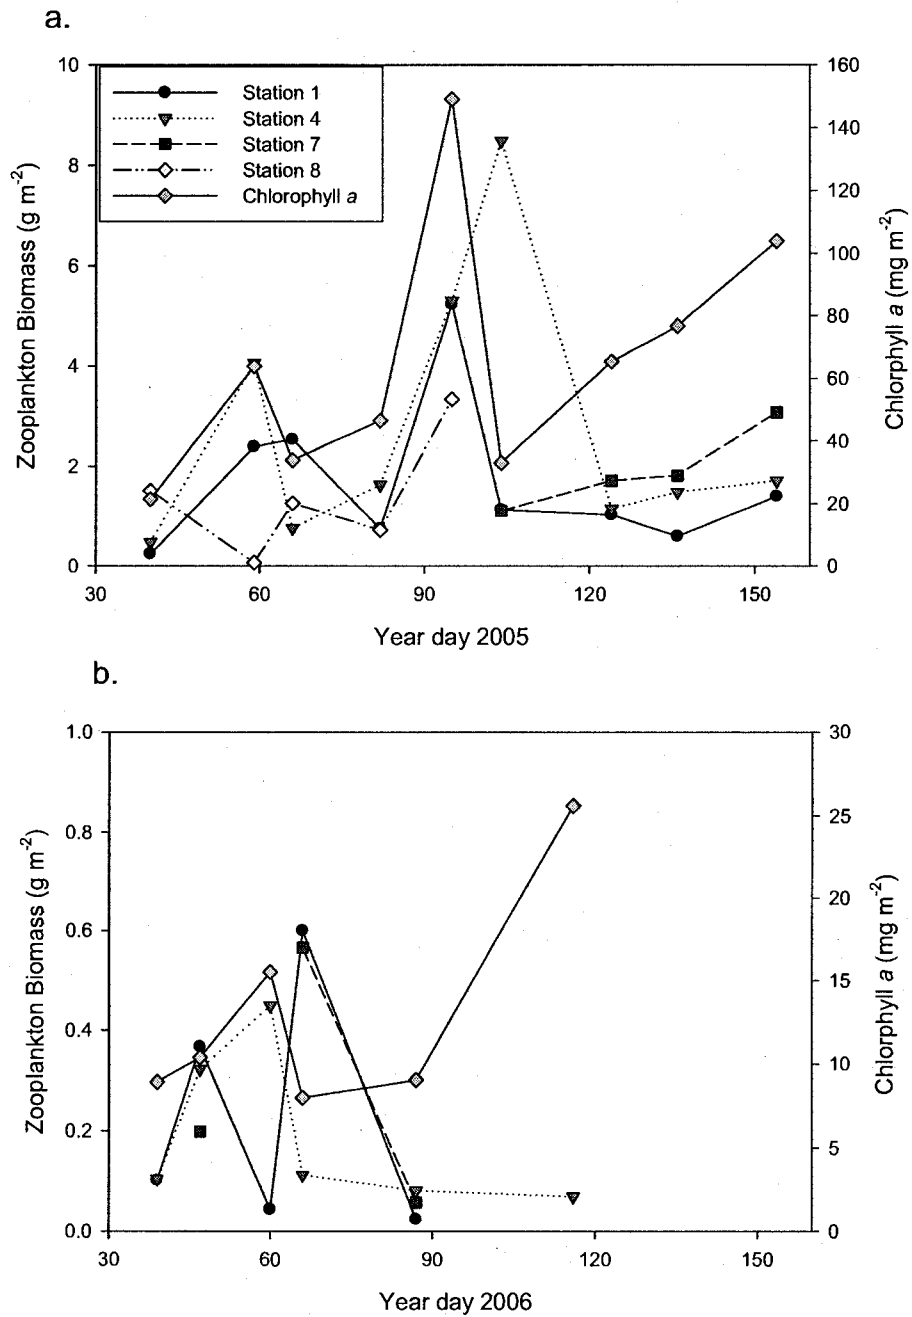 a.
10
8
6
4
2
0
Zooplankton Biomass (g m-2)
Station 1
Station 4
Station 7
Station 8
Chlorophyll a
160
140
120
100
80
60
40
20
0
Chlorphyll a (mg m-2)
30 60 90 120 150
Year day 2005
b.
1.0
0.8
0.6
0.4
0.2
0.0
Zooplankton Biomass (g m-2)
30
25
20
15
10
5
0
Chlorphyll a (mg m-2)
30 60 90 120 150
Year day 2006